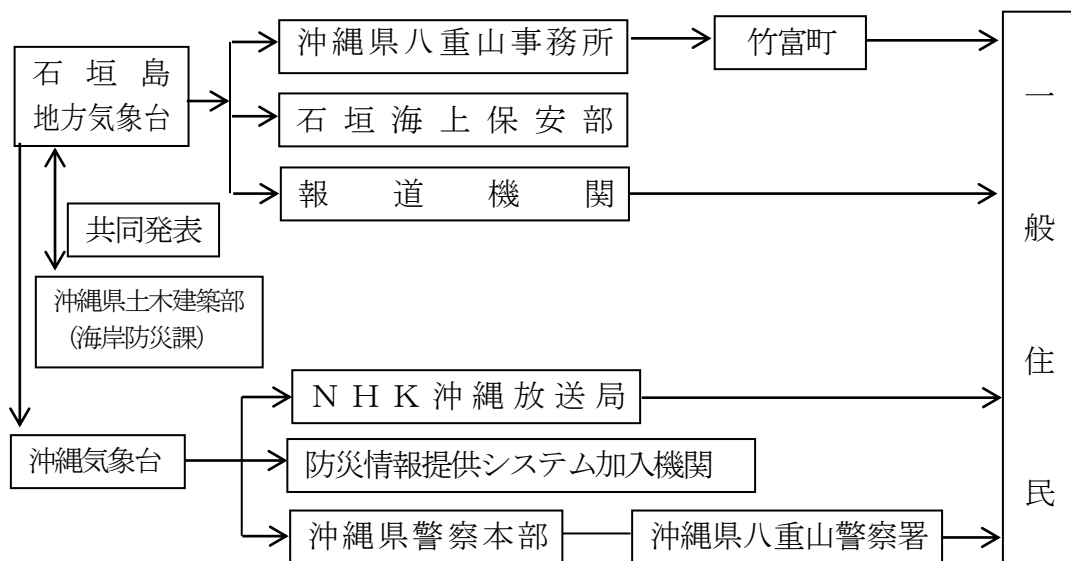 沖縄県八重山事務所
竹富町
石垣島
地方気象台
石垣海上保安部
報道機関
共同発表
沖縄県土木建築部
(海岸防災課)
NHK沖縄放送局
沖縄気象台
防災情報提供システム加入機関
沖縄県警察本部
沖縄県八重山警察署
一般住民